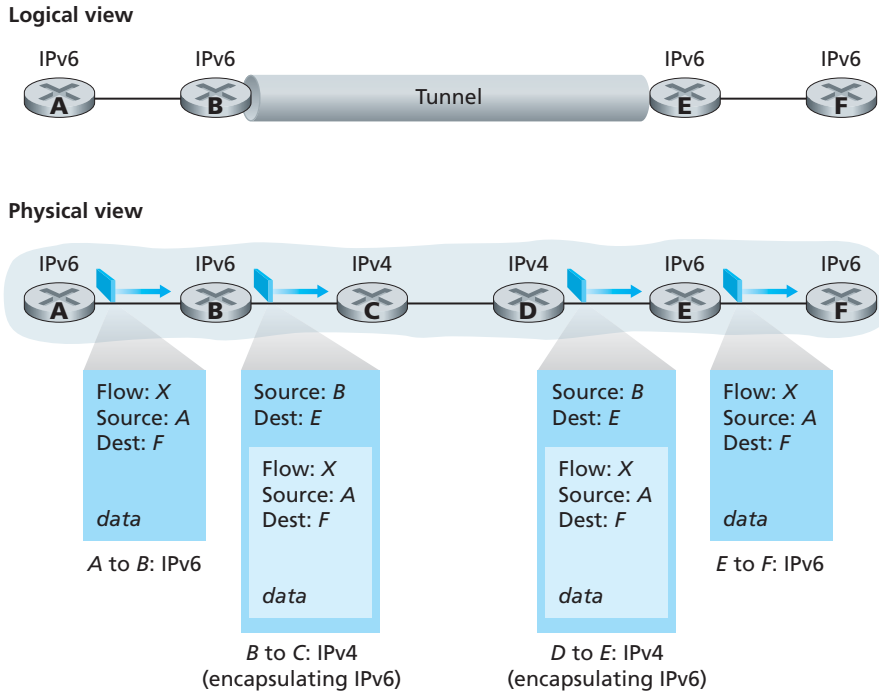 Logical view
IPv6 IPv6 IPv6 IPv6
A B Tunnel E F
Physical view
IPv6 IPv6 IPv4 IPv4 IPv6 IPv6
A B C D E F
Flow: X
Source: A
Dest: F
data
A to B: IPv6
Source: B
Dest: E
Flow: X
Source: A
Dest: F
data
B to C: IPv4
(encapsulating IPv6)
Source: B
Dest: E
Flow: X
Source: A
Dest: F
data
D to E: IPv4
(encapsulating IPv6)
Flow: X
Source: A
Dest: F
data
E to F: IPv6